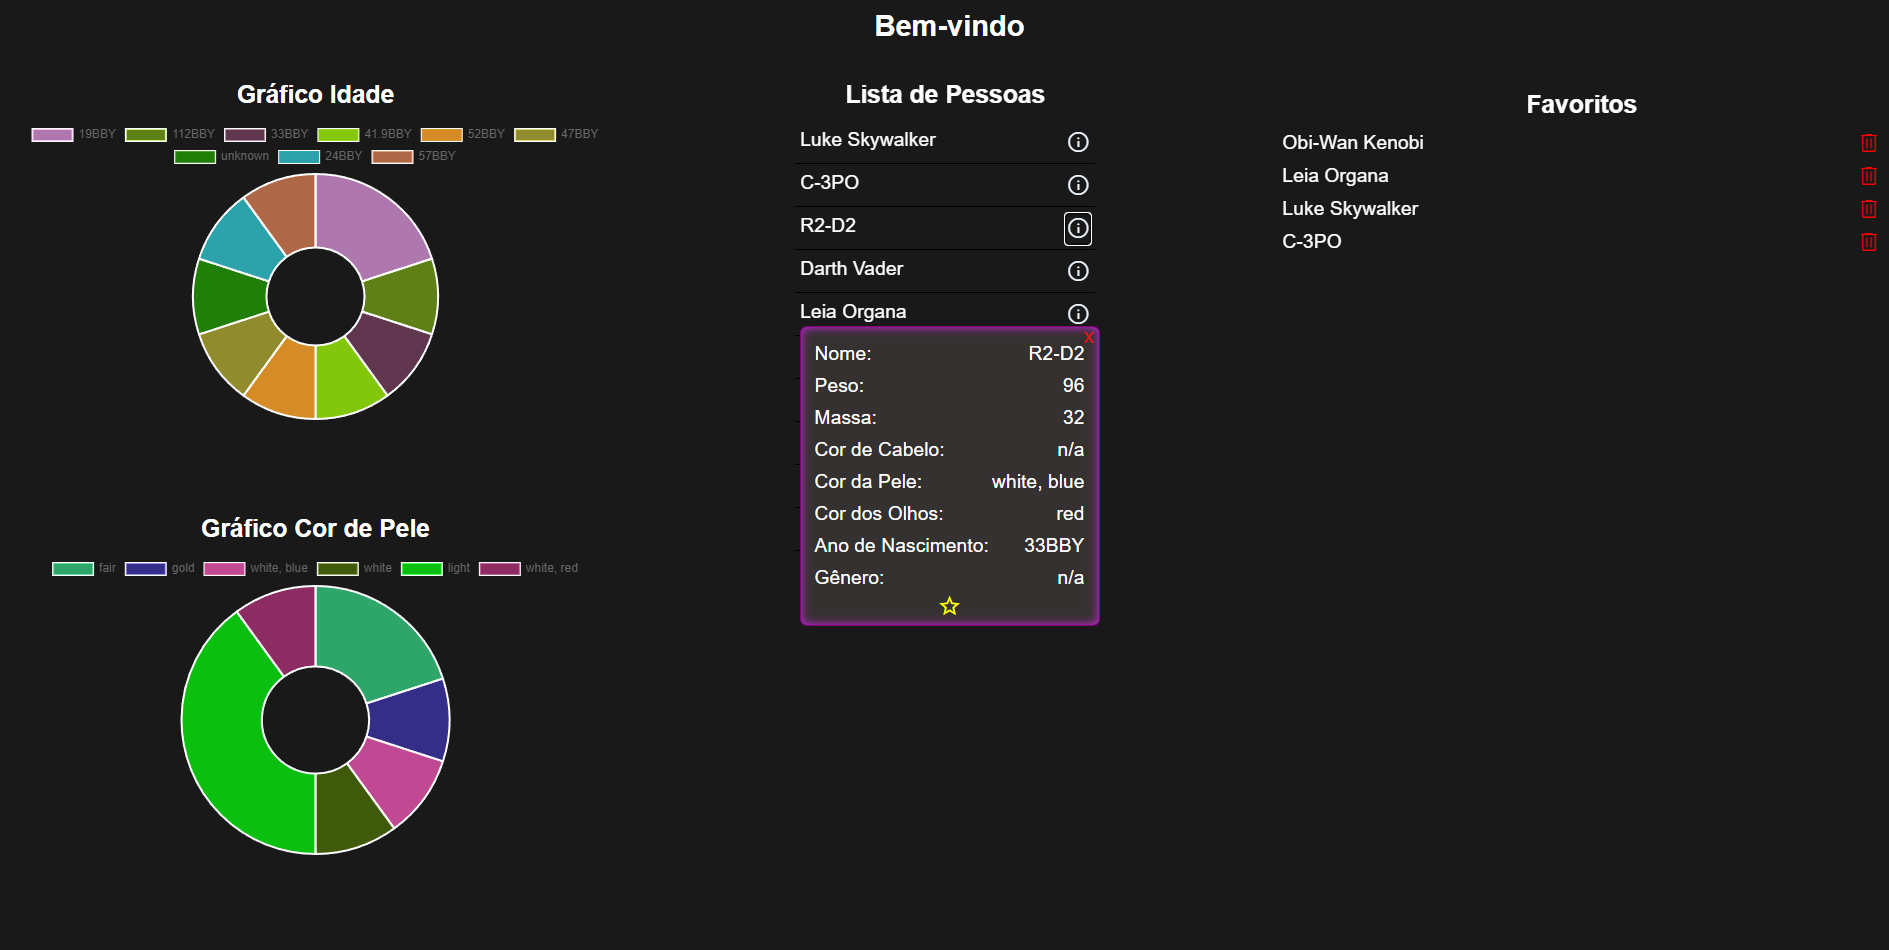 Bem-vindo
Gráfico Idade
19BBY 112BBY 33BBY 41.9BBY 52BBY 47BBY
unknown 24BBY 57BBY
Gráfico Cor de Pele
fair gold white, blue white light white, red
Lista de Pessoas
Luke Skywalker
C-3PO
R2-D2
Darth Vader
Leia Organa
X
Nome: R2-D2
Peso: 96
Massa: 32
Cor de Cabelo: n/a
Cor da Pele: white, blue
Cor dos Olhos: red
Ano de Nascimento: 33BBY
Gênero: n/a
Favoritos
Obi-Wan Kenobi
Leia Organa
Luke Skywalker
C-3PO